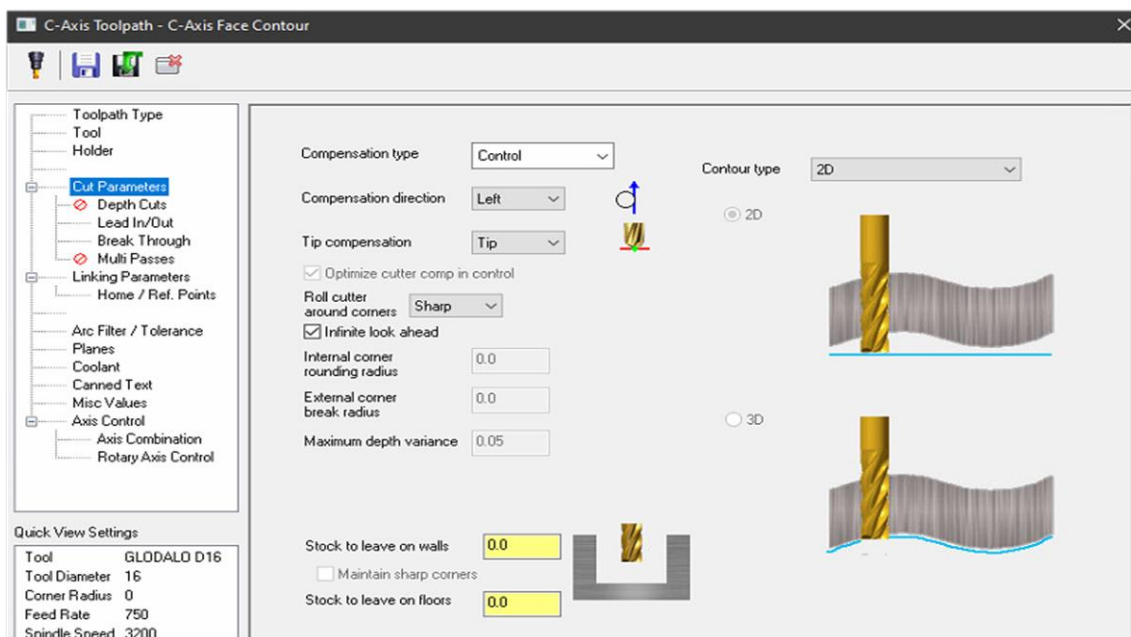 C-Axis Toolpath - C-Axis Face Contour
Toolpath Type
Tool
Holder
Cut Parameters
Depth Cuts
Lead In/Out
Break Through
Multi Passes
Linking Parameters
Home / Ref. Points
Arc Filter / Tolerance
Planes
Coolant
Canned Text
Misc Values
Axis Control
Axis Combination
Rotary Axis Control
Quick View Settings
Tool GLODALO D16
Tool Diameter 16
Corner Radius 0
Feed Rate 750
Spindle Speed 3200
Compensation type Control
Compensation direction Left
Tip compensation Tip
Optimize cutter comp in control
Roll cutter
around corners Sharp
Infinite look ahead
Internal corner
rounding radius 0.0
External corner
break radius 0.0
Maximum depth variance 0.05
Stock to leave on walls 0.0
Maintain sharp corners
Stock to leave on floors 0.0
Contour type 2D
2D
3D